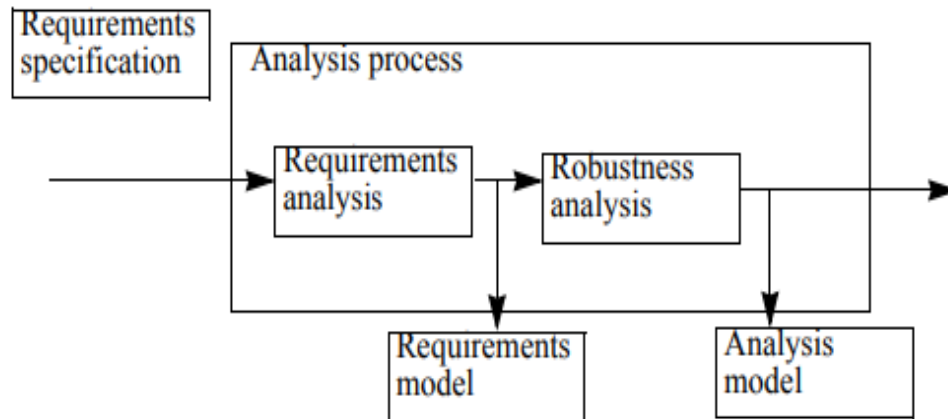 Requirements
specification
Analysis process
Requirements
analysis
Robustness
analysis
Requirements
model
Analysis
model